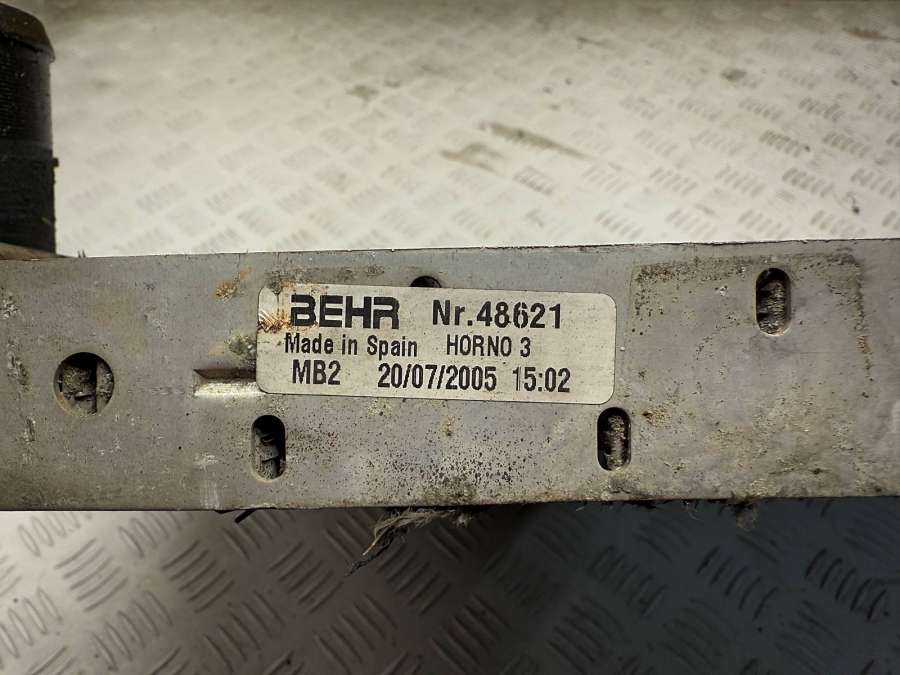 BEHR Nr.48621
Made in Spain HORNO 3
MB2 20/07/2005 15:02